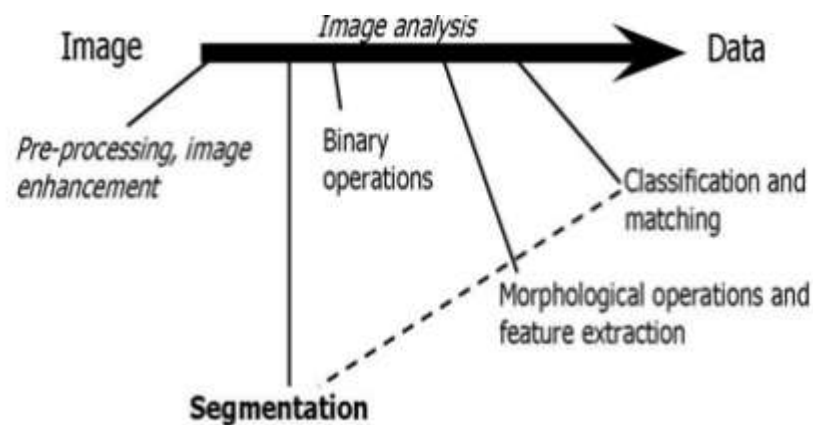 Image analysis
Image
Data
Pre-processing, image
enhancement
Binary
operations
Classification and
matching
Morphological operations and
feature extraction
Segmentation